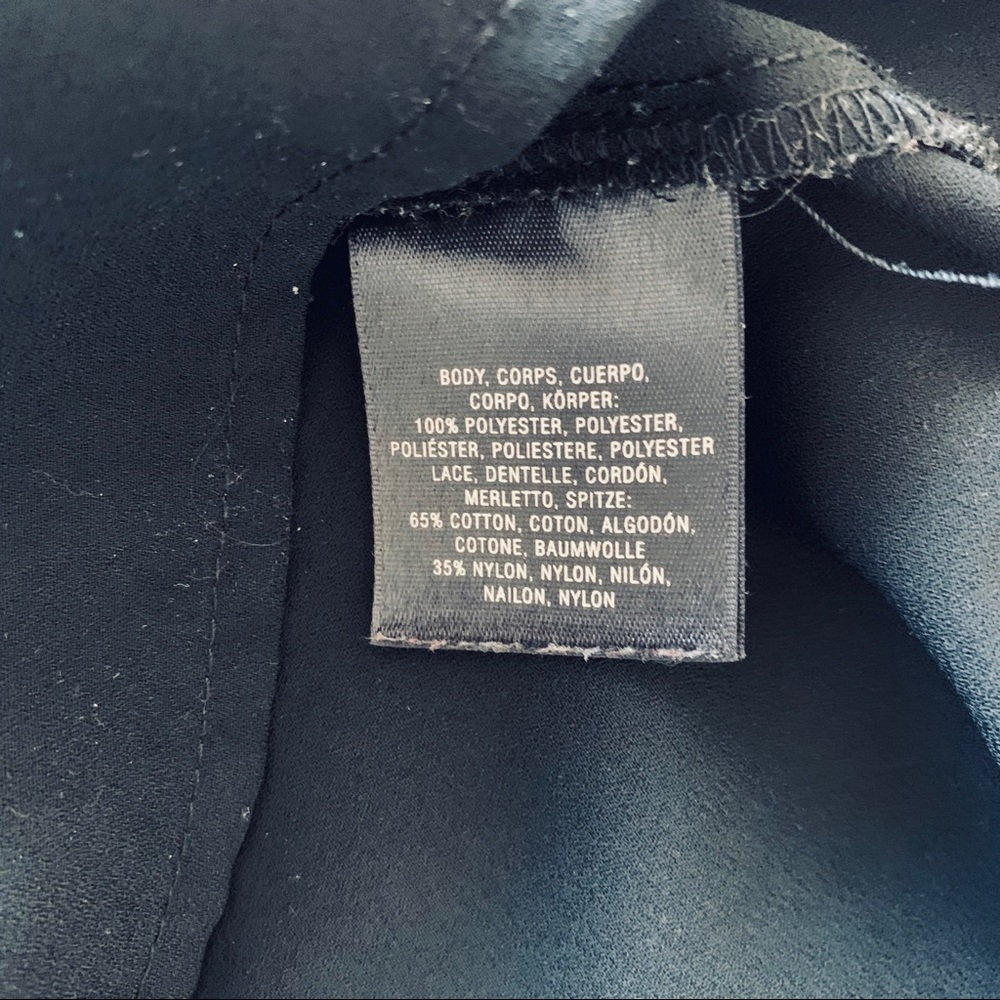 BODY, CORPS, CUERPO,
CORPO, KÖRPER:
100% POLYESTER, POLYESTER,
POLIÉSTER, POLIESTERE, POLYESTER
LACE, DENTELLE, CORDÓN,
MERLETTO, SPITZE:
65% COTTON, COTON, ALGODÓN,
COTONE, BAUMWOLLE
35% NYLON, NYLON, NILÓN,
NAILON, NYLON